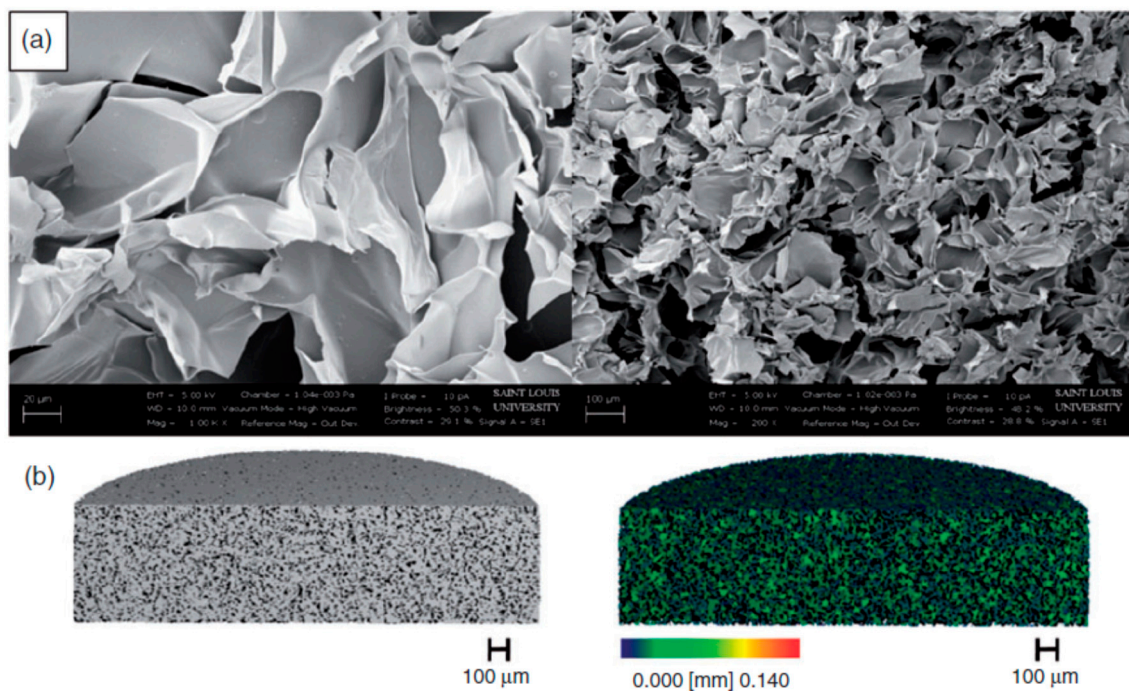 (a)
20 µm
EHT = 5.00 kV Chamber = 1.04e-003 Pa
WD = 10.0 mm Vacuum Mode = High Vacuum
Mag = 1.00 K X Reference Mag = Out Dev
I Probe = 10 pA
Brightness = 50.3 %
Contrast = 29.1 % Signal A = SE1
SAINT LOUIS
UNIVERSITY
100 µm
EHT = 5.00 kV Chamber = 1.02e-003 Pa
WD = 10.0 mm Vacuum Mode = High Vacuum
Mag = 200 X Reference Mag = Out Dev
I Probe = 10 pA
Brightness = 48.2 %
Contrast = 28.8 % Signal A = SE1
SAINT LOUIS
UNIVERSITY
(b)
100 µm
0.000 [mm] 0.140
100 µm